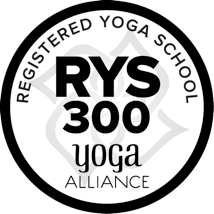 REGISTERED YOGA SCHOOL
RYS
300
yoga
ALLIANCE